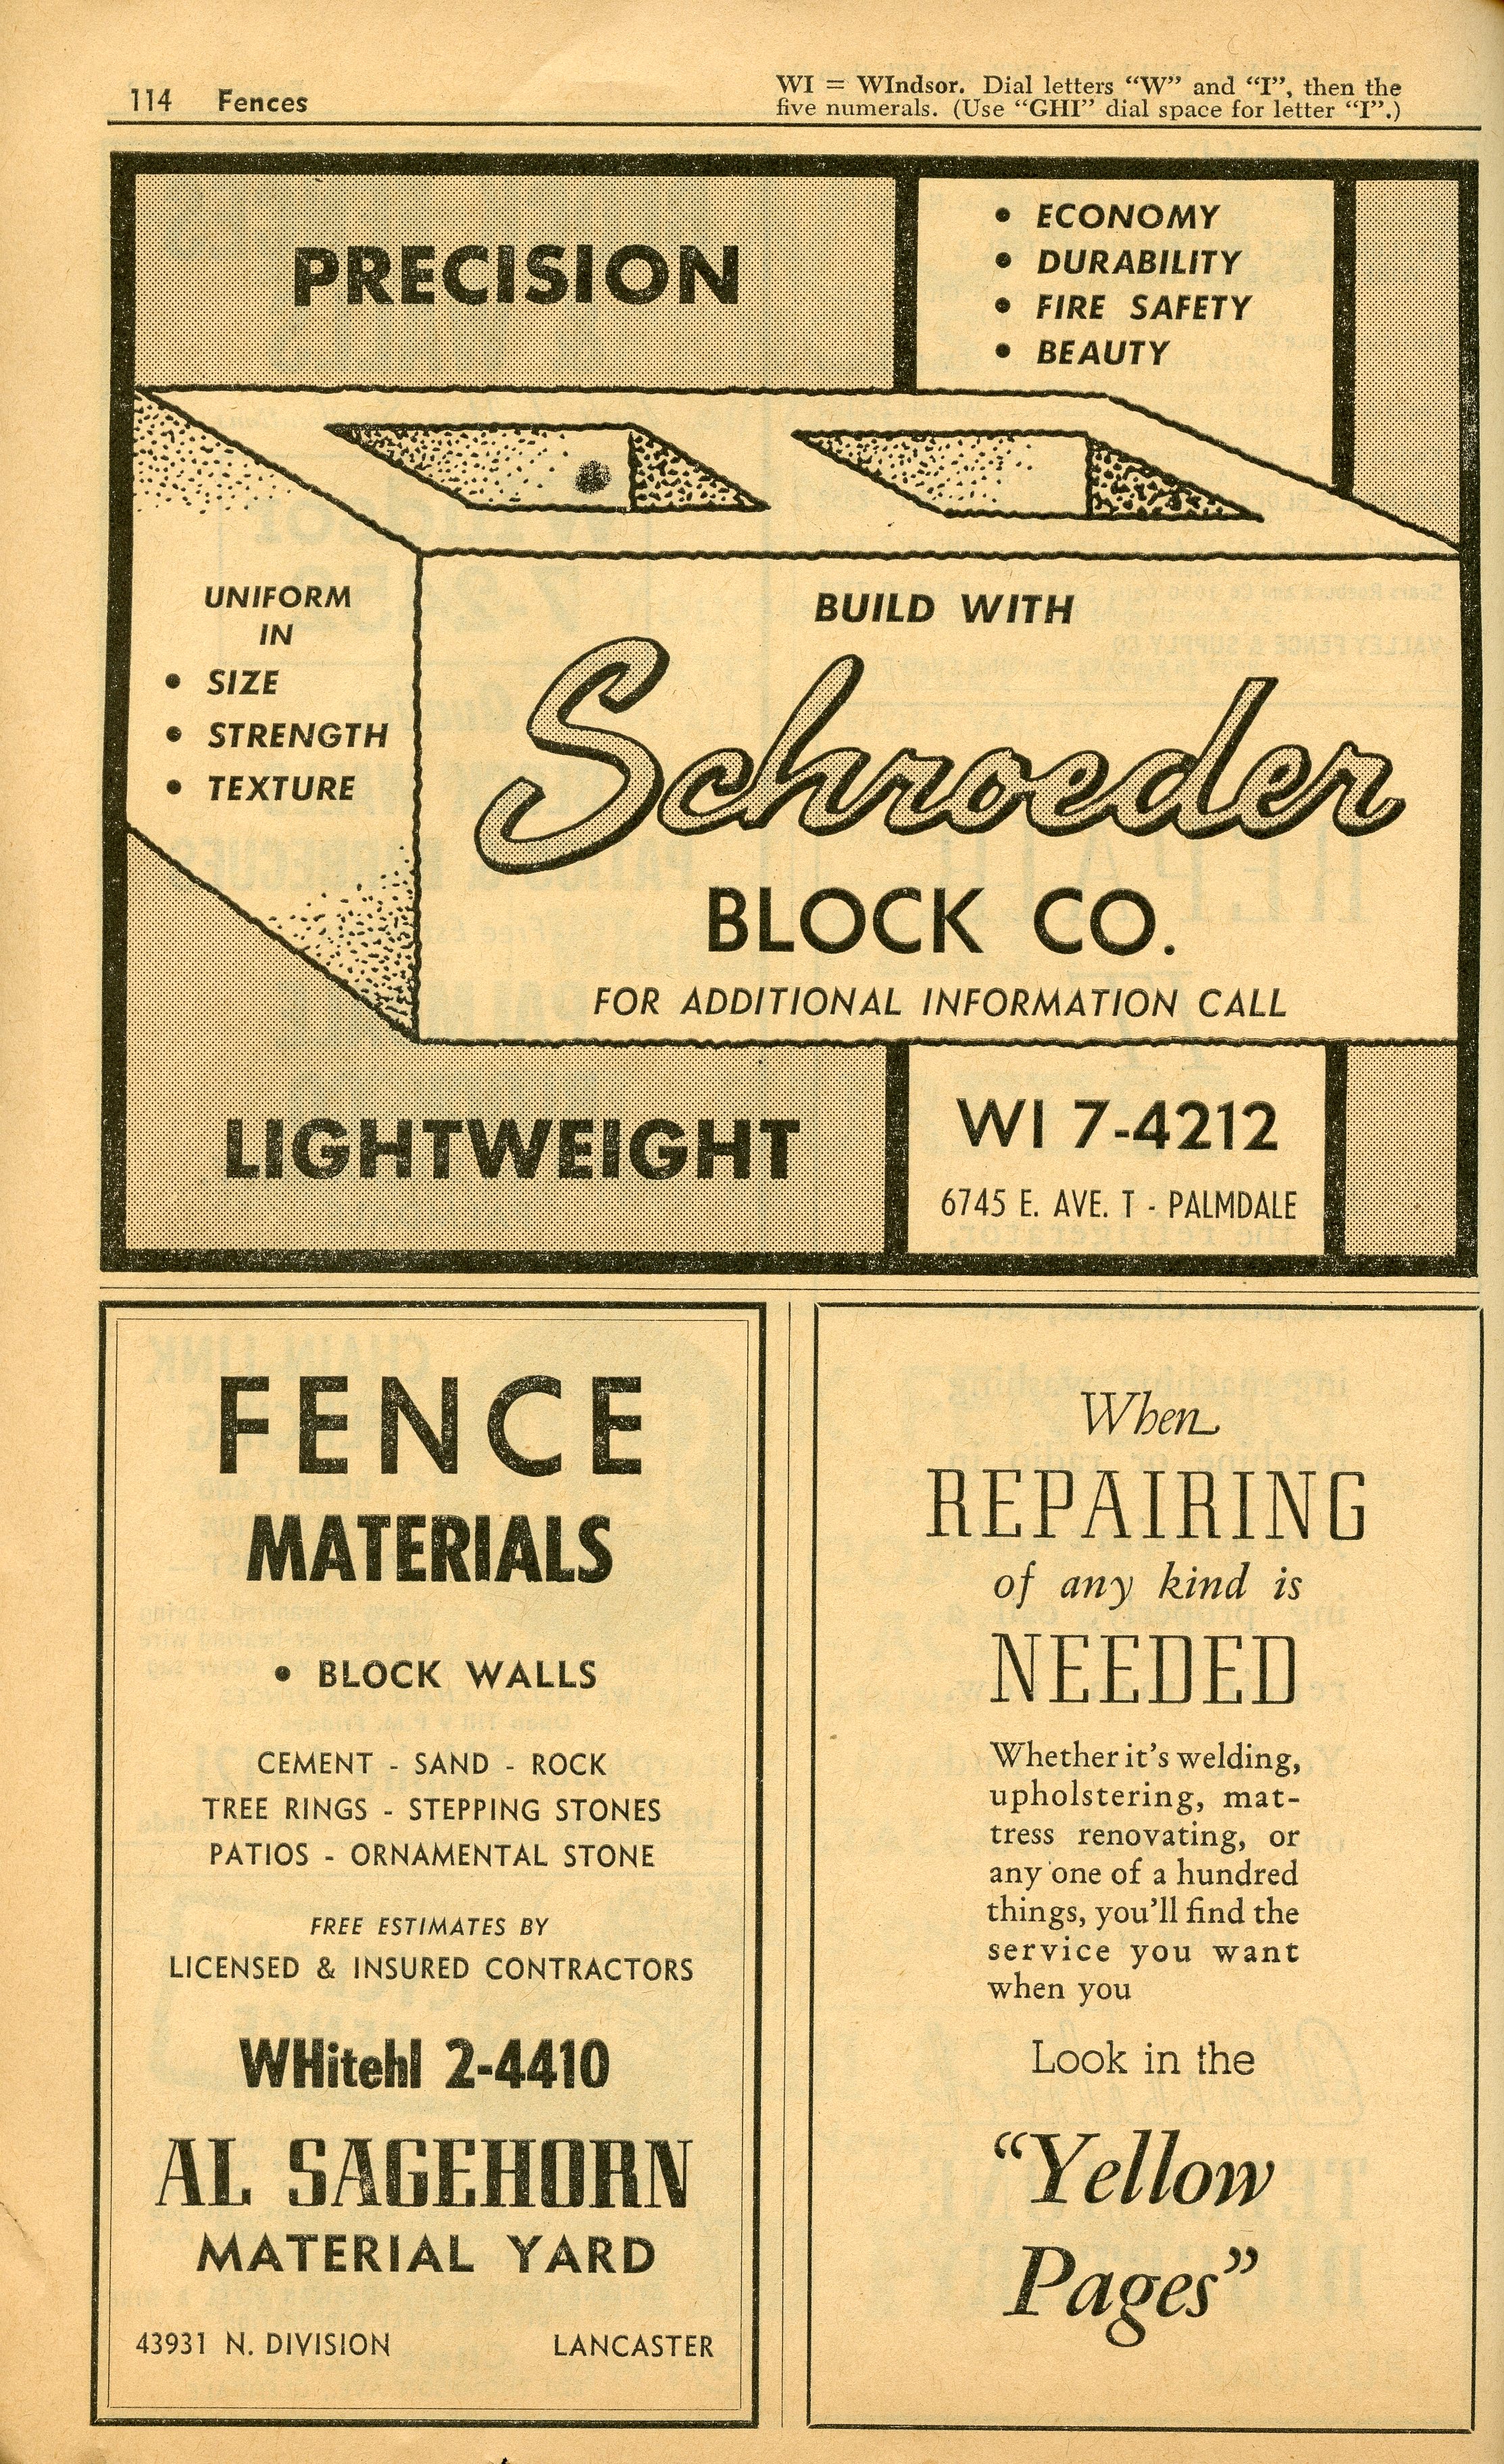 114 Fences
WI = WIndsor. Dial letters “W” and “I”, then the
five numerals. (Use “GHI” dial space for letter “I”.)
PRECISION
• ECONOMY
• DURABILITY
• FIRE SAFETY
• BEAUTY
UNIFORM
IN
• SIZE
• STRENGTH
• TEXTURE
BUILD WITH
Schroeder
BLOCK CO.
FOR ADDITIONAL INFORMATION CALL
LIGHTWEIGHT
WI 7-4212
6745 E. AVE. T - PALMDALE
FENCE
MATERIALS
• BLOCK WALLS
CEMENT - SAND - ROCK
TREE RINGS - STEPPING STONES
PATIOS - ORNAMENTAL STONE
FREE ESTIMATES BY
LICENSED & INSURED CONTRACTORS
WHitehl 2-4410
AL SAGEHORN
MATERIAL YARD
43931 N. DIVISION LANCASTER
When
REPAIRING
of any kind is
NEEDED
Whether it’s welding,
upholstering, mat-
tress renovating, or
any one of a hundred
things, you’ll find the
service you want
when you
Look in the
“Yellow
Pages”